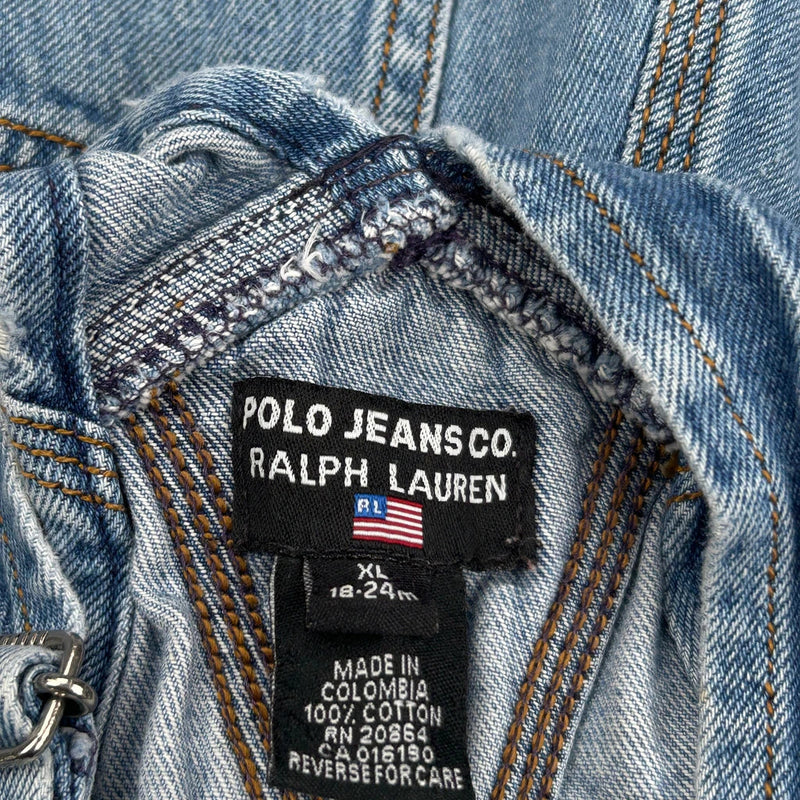 POLO JEANS CO.
RALPH LAUREN
RL
XL
18-24m
MADE IN
COLOMBIA
100% COTTON
RN 20864
CA 016190
REVERSE FOR CARE